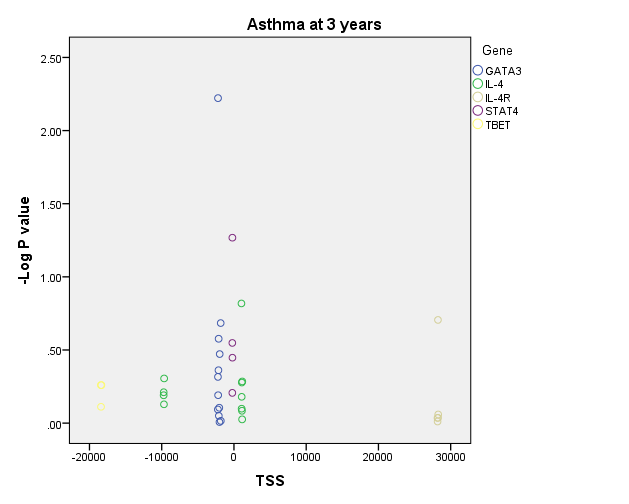 Asthma at 3 years
Gene
GATA3
IL-4
IL-4R
STAT4
TBET
2.50
2.00
1.50
1.00
.50
.00
-Log P value
-20000 -10000 0 10000 20000 30000
TSS